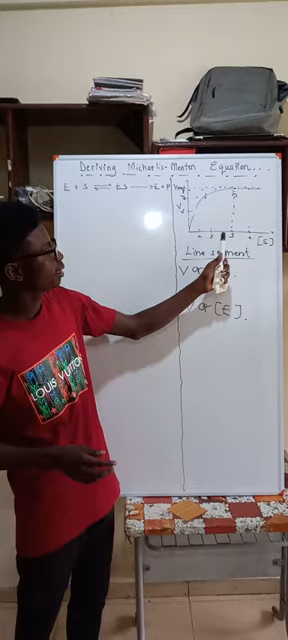 Deriving Michaelis-Menten Equation...
E + S ⇌ ES ⟶ E + P
Vmax
[S]
Line segment
V α
α [E].
LOUIS VUITTON